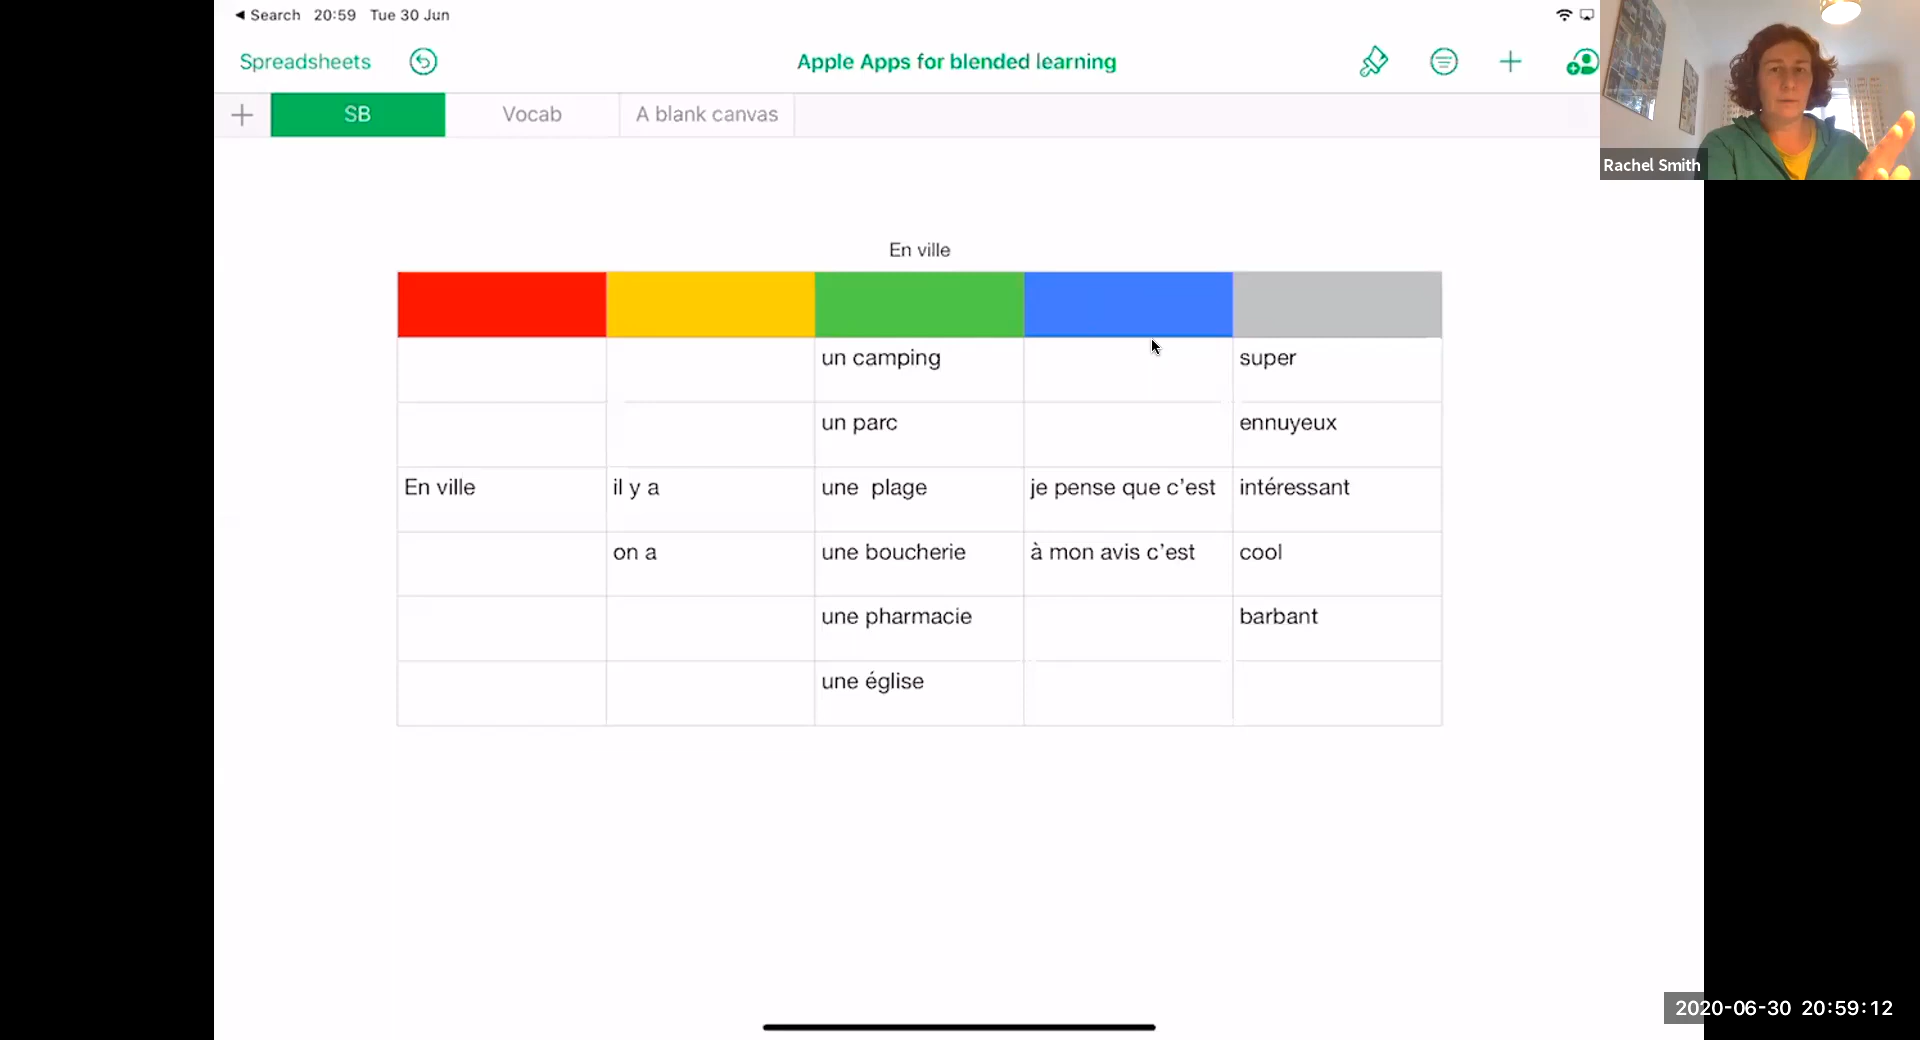 ◀ Search 20:59 Tue 30 Jun
Spreadsheets
Apple Apps for blended learning
SB Vocab A blank canvas
Rachel Smith
En ville
un camping super
un parc ennuyeux
En ville il y a une plage je pense que c'est intéressant
on a une boucherie à mon avis c'est cool
une pharmacie barbant
une église
2020-06-30 20:59:12